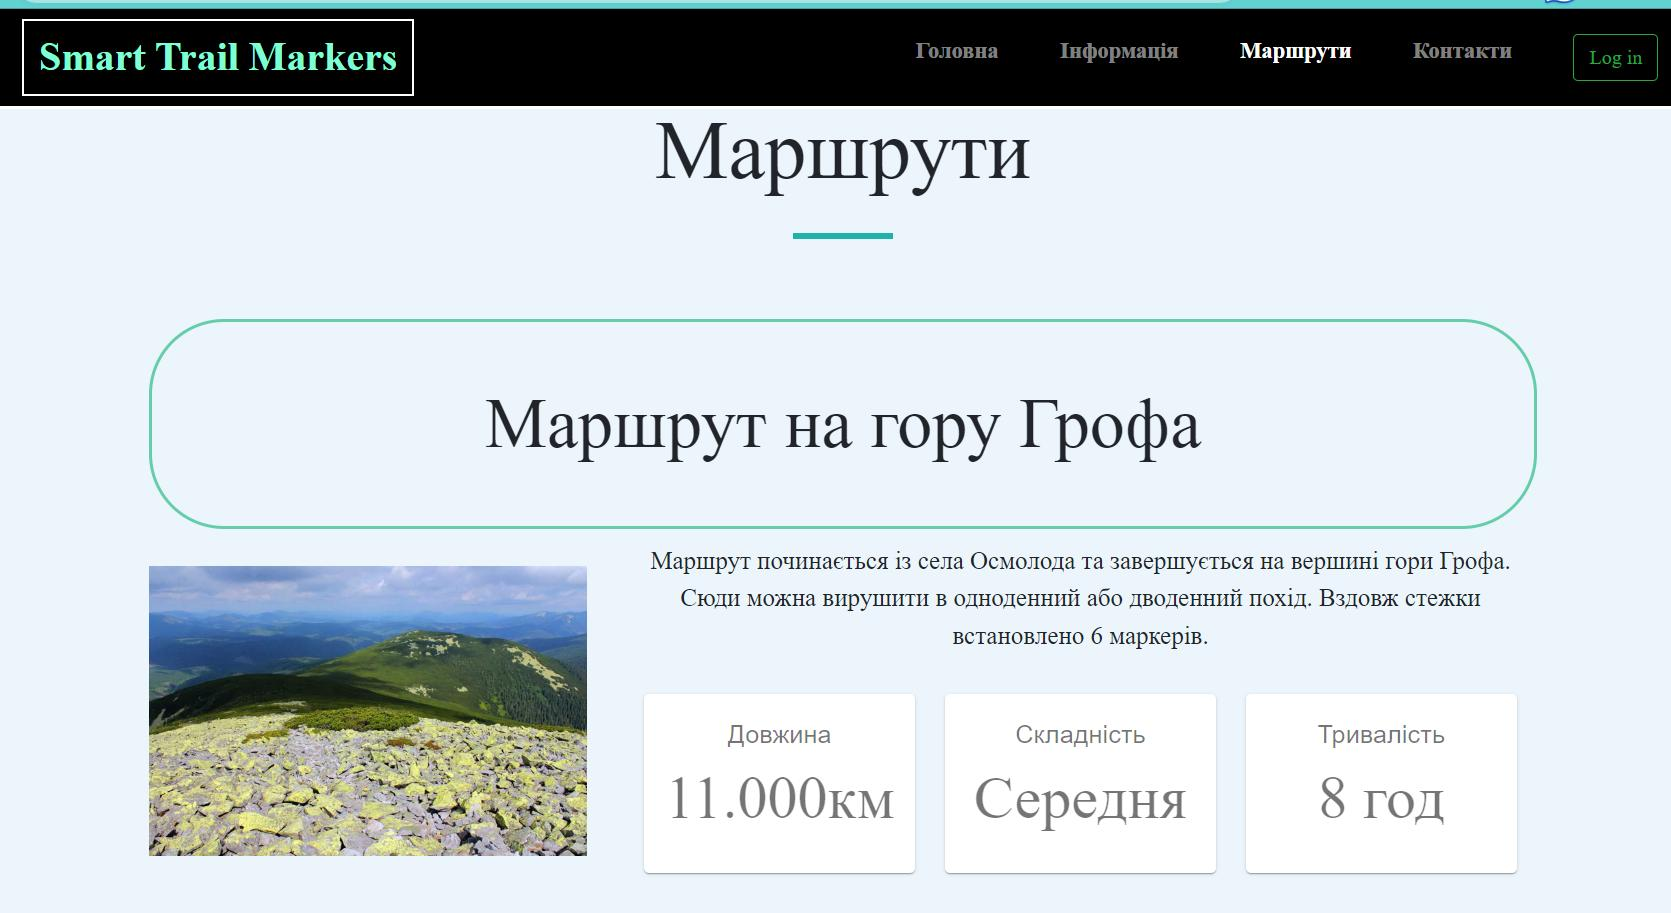 Smart Trail Markers
Головна
Інформація
Маршрути
Контакти
Log in
Маршрути
Маршрут на гору Грофа
Маршрут починається із села Осмолода та завершується на вершині гори Грофа.
Сюди можна вирушити в одноденний або дводенний похід. Вздовж стежки
встановлено 6 маркерів.
Довжина
11.000км
Складність
Середня
Тривалість
8 год